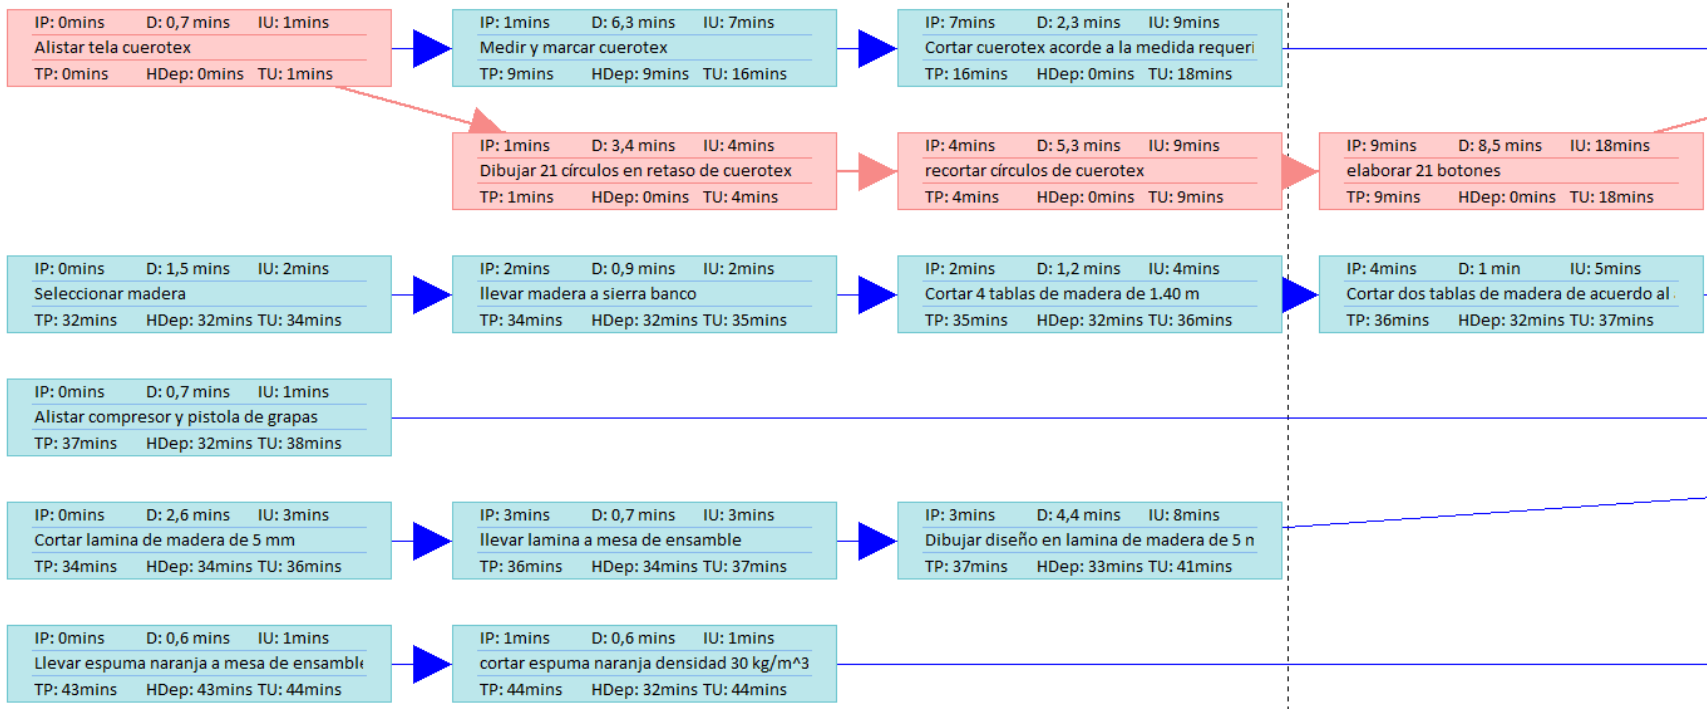 IP: 0mins D: 0,7 mins IU: 1mins
Alistar tela cuerotex
TP: 0mins HDep: 0mins TU: 1mins
IP: 1mins D: 6,3 mins IU: 7mins
Medir y marcar cuerotex
TP: 9mins HDep: 9mins TU: 16mins
IP: 7mins D: 2,3 mins IU: 9mins
Cortar cuerotex acorde a la medida requeri
TP: 16mins HDep: 0mins TU: 18mins
IP: 1mins D: 3,4 mins IU: 4mins
Dibujar 21 círculos en retaso de cuerotex
TP: 1mins HDep: 0mins TU: 4mins
IP: 4mins D: 5,3 mins IU: 9mins
recortar círculos de cuerotex
TP: 4mins HDep: 0mins TU: 9mins
IP: 9mins D: 8,5 mins IU: 18mins
elaborar 21 botones
TP: 9mins HDep: 0mins TU: 18mins
IP: 0mins D: 1,5 mins IU: 2mins
Seleccionar madera
TP: 32mins HDep: 32mins TU: 34mins
IP: 2mins D: 0,9 mins IU: 2mins
llevar madera a sierra banco
TP: 34mins HDep: 32mins TU: 35mins
IP: 2mins D: 1,2 mins IU: 4mins
Cortar 4 tablas de madera de 1.40 m
TP: 35mins HDep: 32mins TU: 36mins
IP: 4mins D: 1 min IU: 5mins
Cortar dos tablas de madera de acuerdo al
TP: 36mins HDep: 32mins TU: 37mins
IP: 0mins D: 0,7 mins IU: 1mins
Alistar compresor y pistola de grapas
TP: 37mins HDep: 32mins TU: 38mins
IP: 0mins D: 2,6 mins IU: 3mins
Cortar lamina de madera de 5 mm
TP: 34mins HDep: 34mins TU: 36mins
IP: 3mins D: 0,7 mins IU: 3mins
llevar lamina a mesa de ensamble
TP: 36mins HDep: 34mins TU: 37mins
IP: 3mins D: 4,4 mins IU: 8mins
Dibujar diseño en lamina de madera de 5
TP: 37mins HDep: 33mins TU: 41mins
IP: 0mins D: 0,6 mins IU: 1mins
Llevar espuma naranja a mesa de ensamble
TP: 43mins HDep: 43mins TU: 44mins
IP: 1mins D: 0,6 mins IU: 1mins
cortar espuma naranja densidad 30 kg/m^3
TP: 44mins HDep: 32mins TU: 44mins